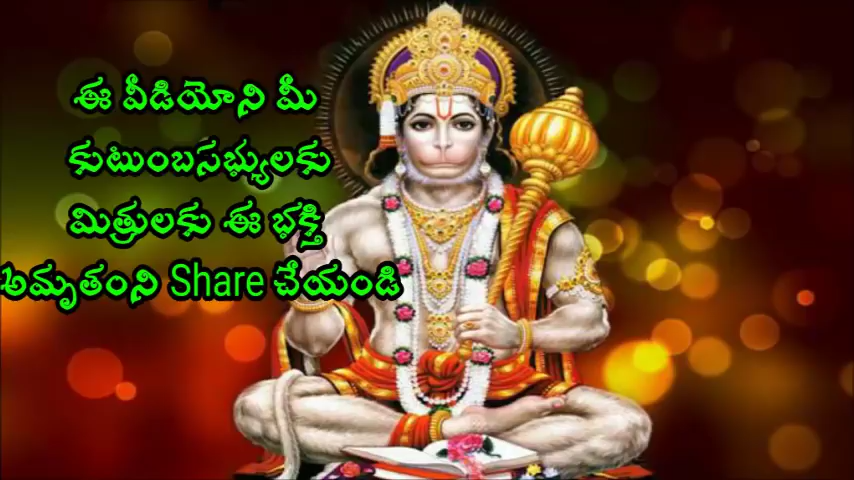 ఈ వీడియోని మీ
కుటుంబసభ్యులకు
మిత్రులకు ఈ భక్తి
అమృతంని Share చేయండి